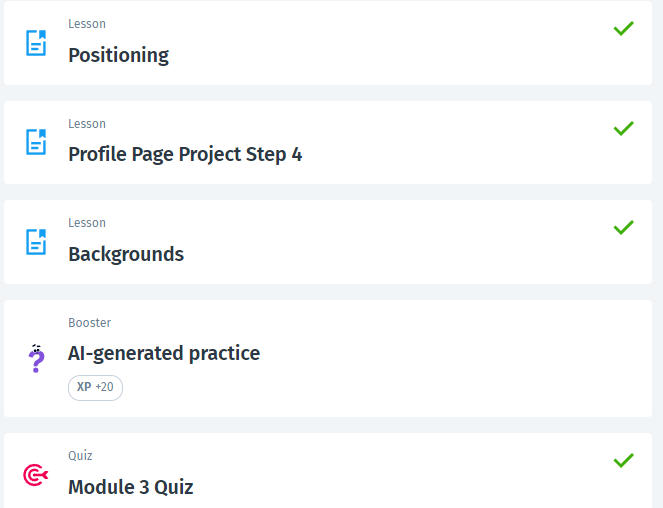 Lesson
Positioning
Lesson
Profile Page Project Step 4
Lesson
Backgrounds
Booster
AI-generated practice
XP +20
Quiz
Module 3 Quiz